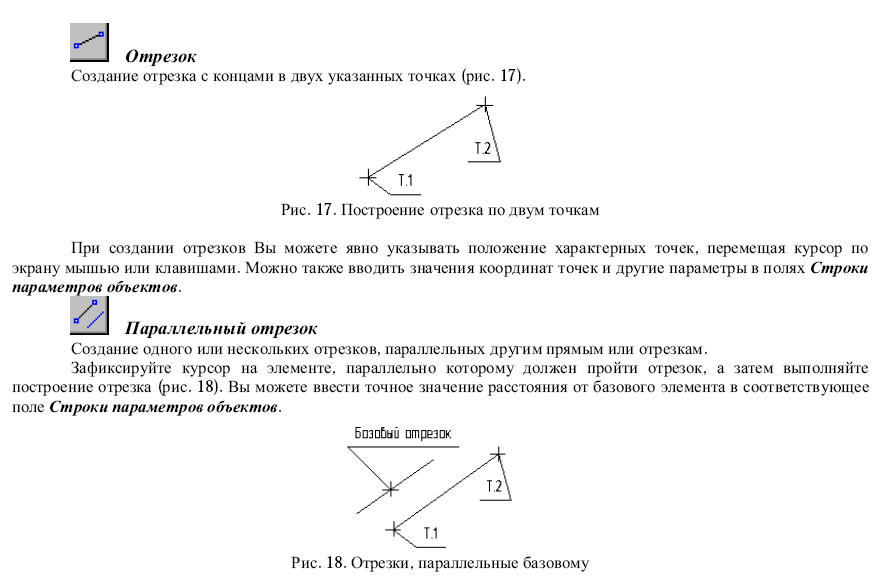 Отрезок
Создание отрезка с концами в двух указанных точках (рис. 17).
Т.2
Т.1
Рис. 17. Построение отрезка по двум точкам
При создании отрезков Вы можете явно указывать положение характерных точек, перемещая курсор по
экрану мышью или клавишами. Можно также вводить значения координат точек и другие параметры в полях Строки
параметров объектов.
Параллельный отрезок
Создание одного или нескольких отрезков, параллельных другим прямым или отрезкам.
Зафиксируйте курсор на элементе, параллельно которому должен пройти отрезок, а затем выполняйте
построение отрезка (рис. 18). Вы можете ввести точное значение расстояния от базового элемента в соответствующее
поле Строки параметров объектов.
Базовый отрезок
Т.2
Т.1
Рис. 18. Отрезки, параллельные базовому